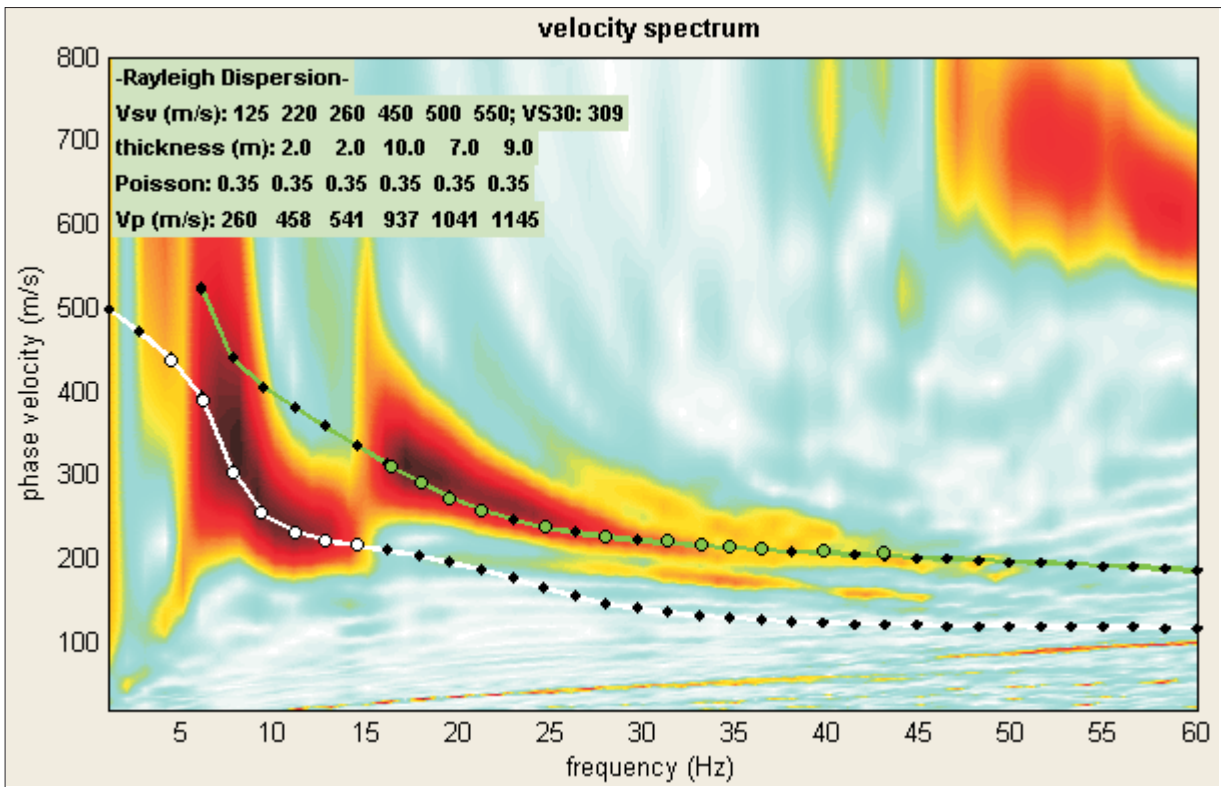 velocity spectrum
-Rayleigh Dispersion-
Vsv (m/s): 125 220 260 450 500 550; VS30: 309
thickness (m): 2.0 2.0 10.0 7.0 9.0
Poisson: 0.35 0.35 0.35 0.35 0.35 0.35
Vp (m/s): 260 458 541 937 1041 1145
800
700
600
500
400
300
200
100
phase velocity (m/s)
5 10 15 20 25 30 35 40 45 50 55 60
frequency (Hz)